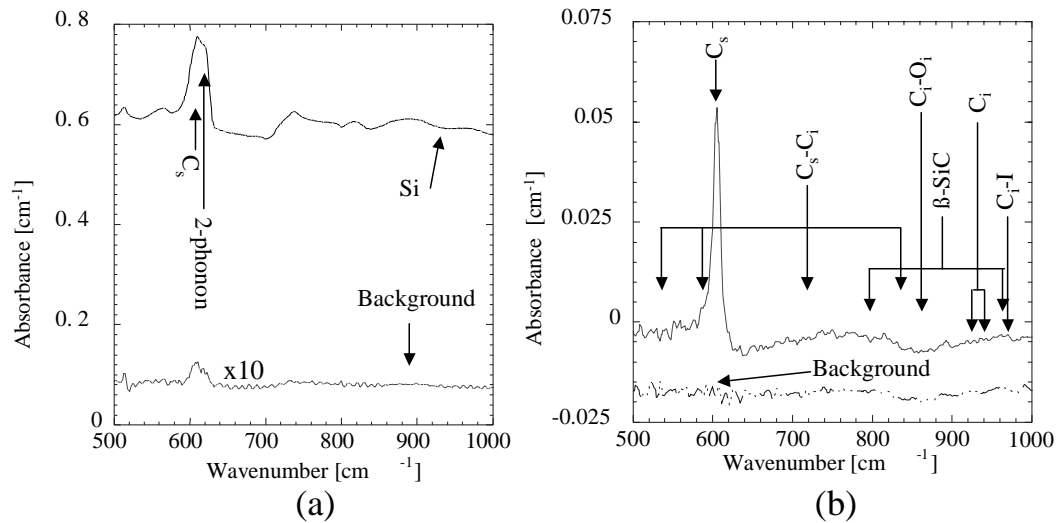 0.8
0.6
0.4
0.2
0
Absorbance [cm-1]
Cs
2-phonon
Si
Background
x10
500 600 700 800 900 1000
Wavenumber [cm -1]
(a)
0.075
0.05
0.025
0
-0.025
Absorbance [cm-1]
Cs
Cs-Ci
Ci-Oi
ß-SiC
Ci
Ci-I
Background
500 600 700 800 900 1000
Wavenumber [cm -1]
(b)